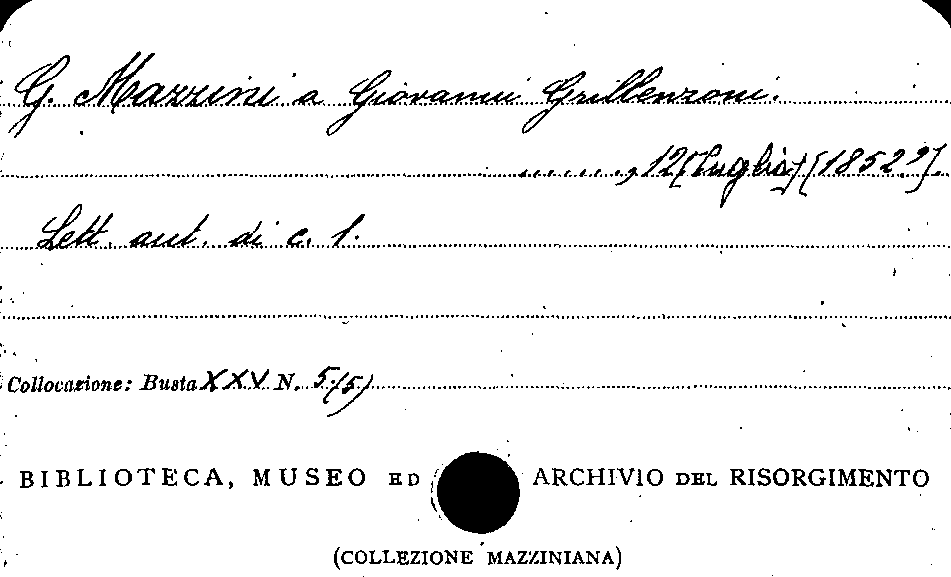 G. Mazzini a Giovanni Grillenzoni.
........, 12 [luglio] [1852?].
Lett. aut. di c. 1.
Collocazione: Busta XXV N. 5(5)
BIBLIOTECA, MUSEO ED ARCHIVIO DEL RISORGIMENTO
(COLLEZIONE MAZZINIANA)